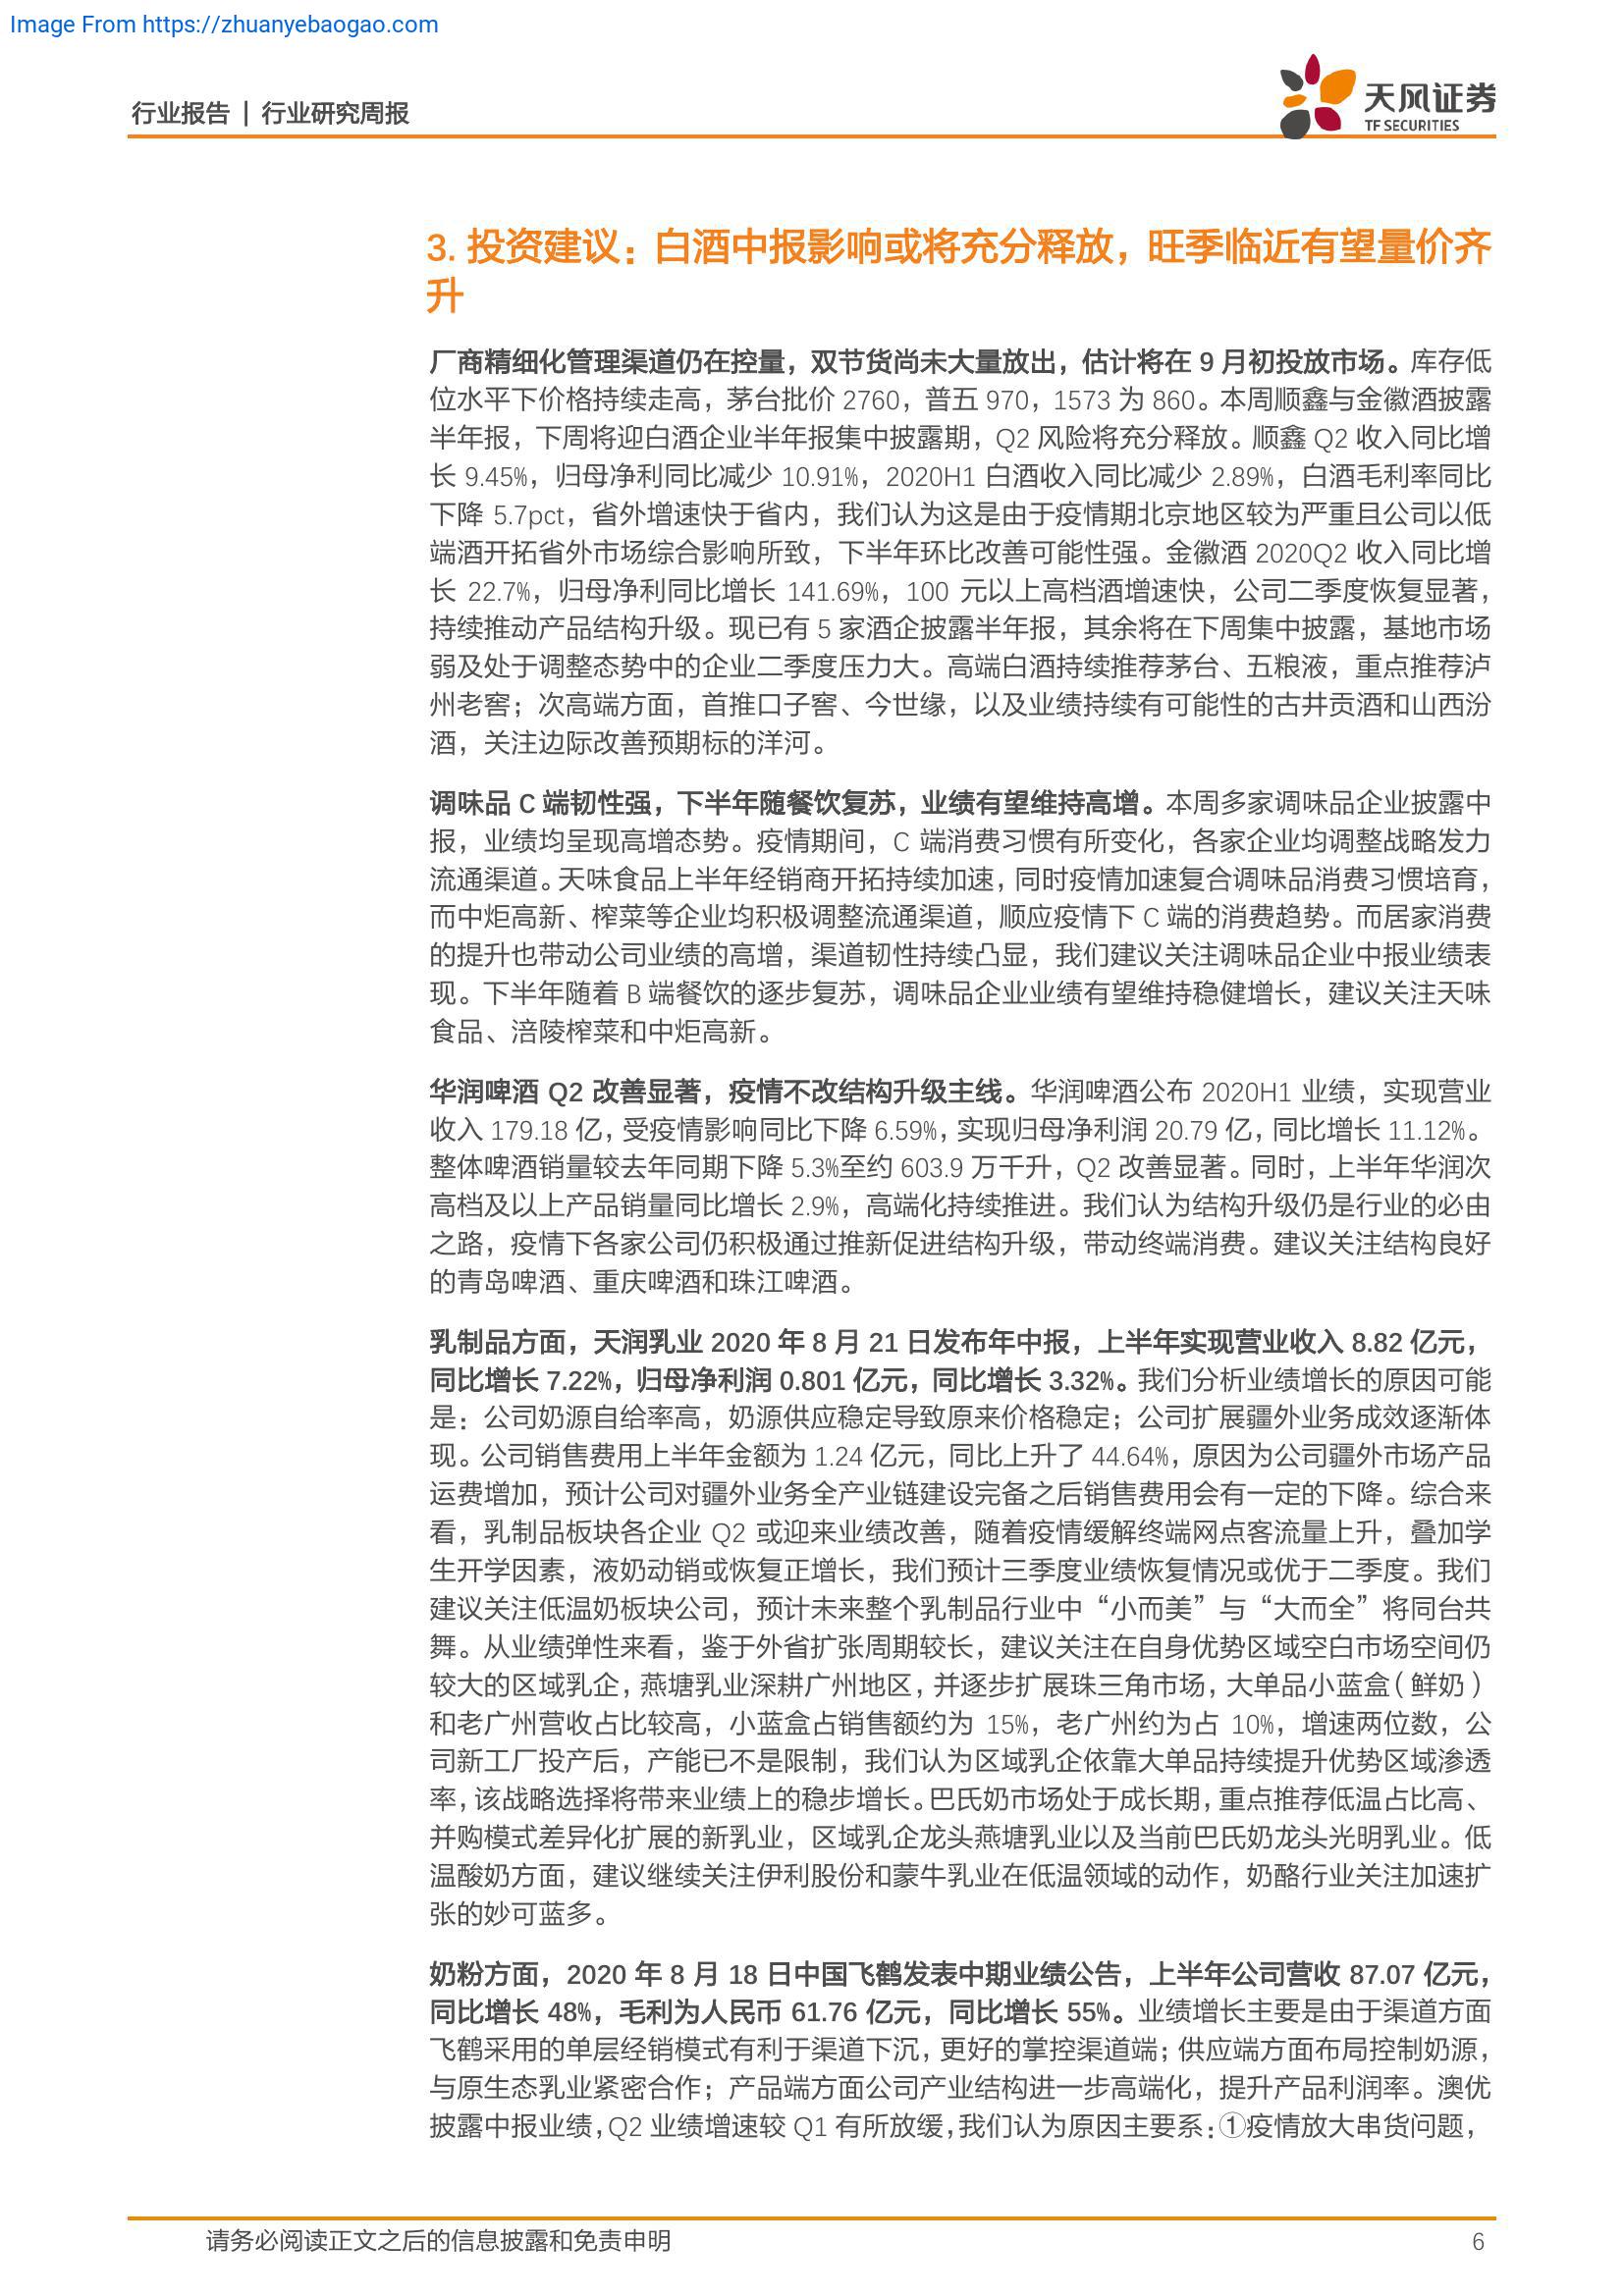 Image From https://zhuanyebaogao.com
行业报告 | 行业研究周报
天风证券
TF SECURITIES
3. 投资建议：白酒中报影响或将充分释放，旺季临近有望量价齐
升
厂商精细化管理渠道仍在控量，双节货尚未大量放出，估计将在 9 月初投放市场。库存低
位水平下价格持续走高，茅台批价 2760，普五 970，1573 为 860。本周顺鑫与金徽酒披露
半年报，下周将迎白酒企业半年报集中披露期，Q2 风险将充分释放。顺鑫 Q2 收入同比增
长 9.45%，归母净利同比减少 10.91%，2020H1 白酒收入同比减少 2.89%，白酒毛利率同比
下降 5.7pct，省外增速快于省内，我们认为这是由于疫情期北京地区较为严重且公司以低
端酒开拓省外市场综合影响所致，下半年环比改善可能性强。金徽酒 2020Q2 收入同比增
长 22.7%，归母净利同比增长 141.69%，100 元以上高档酒增速快，公司二季度恢复显著，
持续推动产品结构升级。现已有 5 家酒企披露半年报，其余将在下周集中披露，基地市场
弱及处于调整态势中的企业二季度压力大。高端白酒持续推荐茅台、五粮液，重点推荐泸
州老窖；次高端方面，首推口子窖、今世缘，以及业绩持续有可能性的古井贡酒和山西汾
酒，关注边际改善预期标的洋河。
调味品 C 端韧性强，下半年随餐饮复苏，业绩有望维持高增。本周多家调味品企业披露中
报，业绩均呈现高增态势。疫情期间，C 端消费习惯有所变化，各家企业均调整战略发力
流通渠道。天味食品上半年经销商开拓持续加速，同时疫情加速复合调味品消费习惯培育，
而中炬高新、榨菜等企业均积极调整流通渠道，顺应疫情下 C 端的消费趋势。而居家消费
的提升也带动公司业绩的高增，渠道韧性持续凸显，我们建议关注调味品企业中报业绩表
现。下半年随着 B 端餐饮的逐步复苏，调味品企业业绩有望维持稳健增长，建议关注天味
食品、涪陵榨菜和中炬高新。
华润啤酒 Q2 改善显著，疫情不改结构升级主线。华润啤酒公布 2020H1 业绩，实现营业
收入 179.18 亿，受疫情影响同比下降 6.59%，实现归母净利润 20.79 亿，同比增长 11.12%。
整体啤酒销量较去年同期下降 5.3%至约 603.9 万千升，Q2 改善显著。同时，上半年华润次
高档及以上产品销量同比增长 2.9%，高端化持续推进。我们认为结构升级仍是行业的必由
之路，疫情下各家公司仍积极通过推新促进结构升级，带动终端消费。建议关注结构良好
的青岛啤酒、重庆啤酒和珠江啤酒。
乳制品方面，天润乳业 2020 年 8 月 21 日发布年中报，上半年实现营业收入 8.82 亿元，
同比增长 7.22%，归母净利润 0.801 亿元，同比增长 3.32%。我们分析业绩增长的原因可能
是：公司奶源自给率高，奶源供应稳定导致原来价格稳定；公司扩展疆外业务成效逐渐体
现。公司销售费用上半年金额为 1.24 亿元，同比上升了 44.64%，原因为公司疆外市场产品
运费增加，预计公司对疆外业务全产业链建设完备之后销售费用会有一定的下降。综合来
看，乳制品板块各企业 Q2 或迎来业绩改善，随着疫情缓解终端网点客流量上升，叠加学
生开学因素，液奶动销或恢复正增长，我们预计三季度业绩恢复情况或优于二季度。我们
建议关注低温奶板块公司，预计未来整个乳制品行业中“小而美”与“大而全”将同台共
舞。从业绩弹性来看，鉴于外省扩张周期较长，建议关注在自身优势区域空白市场空间仍
较大的区域乳企，燕塘乳业深耕广州地区，并逐步扩展珠三角市场，大单品小蓝盒（鲜奶）
和老广州营收占比较高，小蓝盒占销售额约为 15%，老广州约为占 10%，增速两位数，公
司新工厂投产后，产能已不是限制，我们认为区域乳企依靠大单品持续提升优势区域渗透
率，该战略选择将带来业绩上的稳步增长。巴氏奶市场处于成长期，重点推荐低温占比高、
并购模式差异化扩展的新乳业，区域乳企龙头燕塘乳业以及当前巴氏奶龙头光明乳业。低
温酸奶方面，建议继续关注伊利股份和蒙牛乳业在低温领域的动作，奶酪行业关注加速扩
张的妙可蓝多。
奶粉方面，2020 年 8 月 18 日中国飞鹤发表中期业绩公告，上半年公司营收 87.07 亿元，
同比增长 48%，毛利为人民币 61.76 亿元，同比增长 55%。业绩增长主要是由于渠道方面
飞鹤采用的单层经销模式有利于渠道下沉，更好的掌控渠道端；供应端方面布局控制奶源，
与原生态乳业紧密合作；产品端方面公司产业结构进一步高端化，提升产品利润率。澳优
披露中报业绩，Q2 业绩增速较 Q1 有所放缓，我们认为原因主要系：①疫情放大串货问题，
请务必阅读正文之后的信息披露和免责申明
6